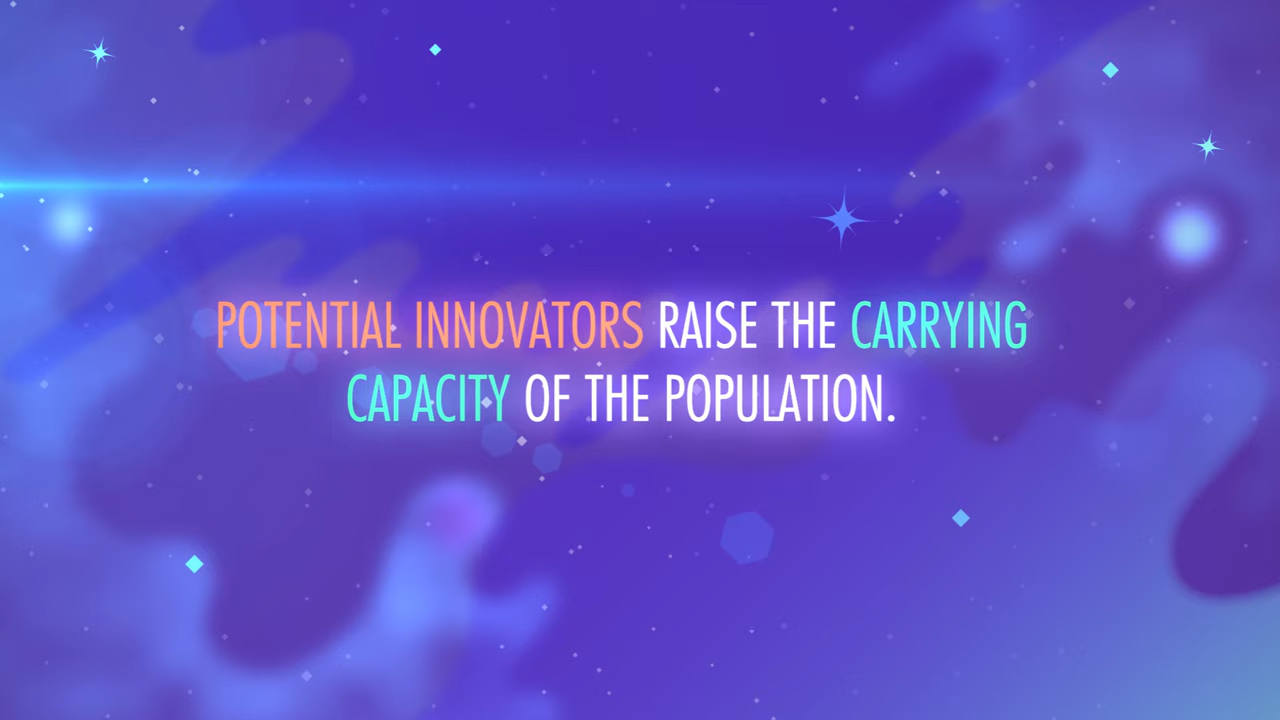 POTENTIAL INNOVATORS RAISE THE CARRYING
CAPACITY OF THE POPULATION.